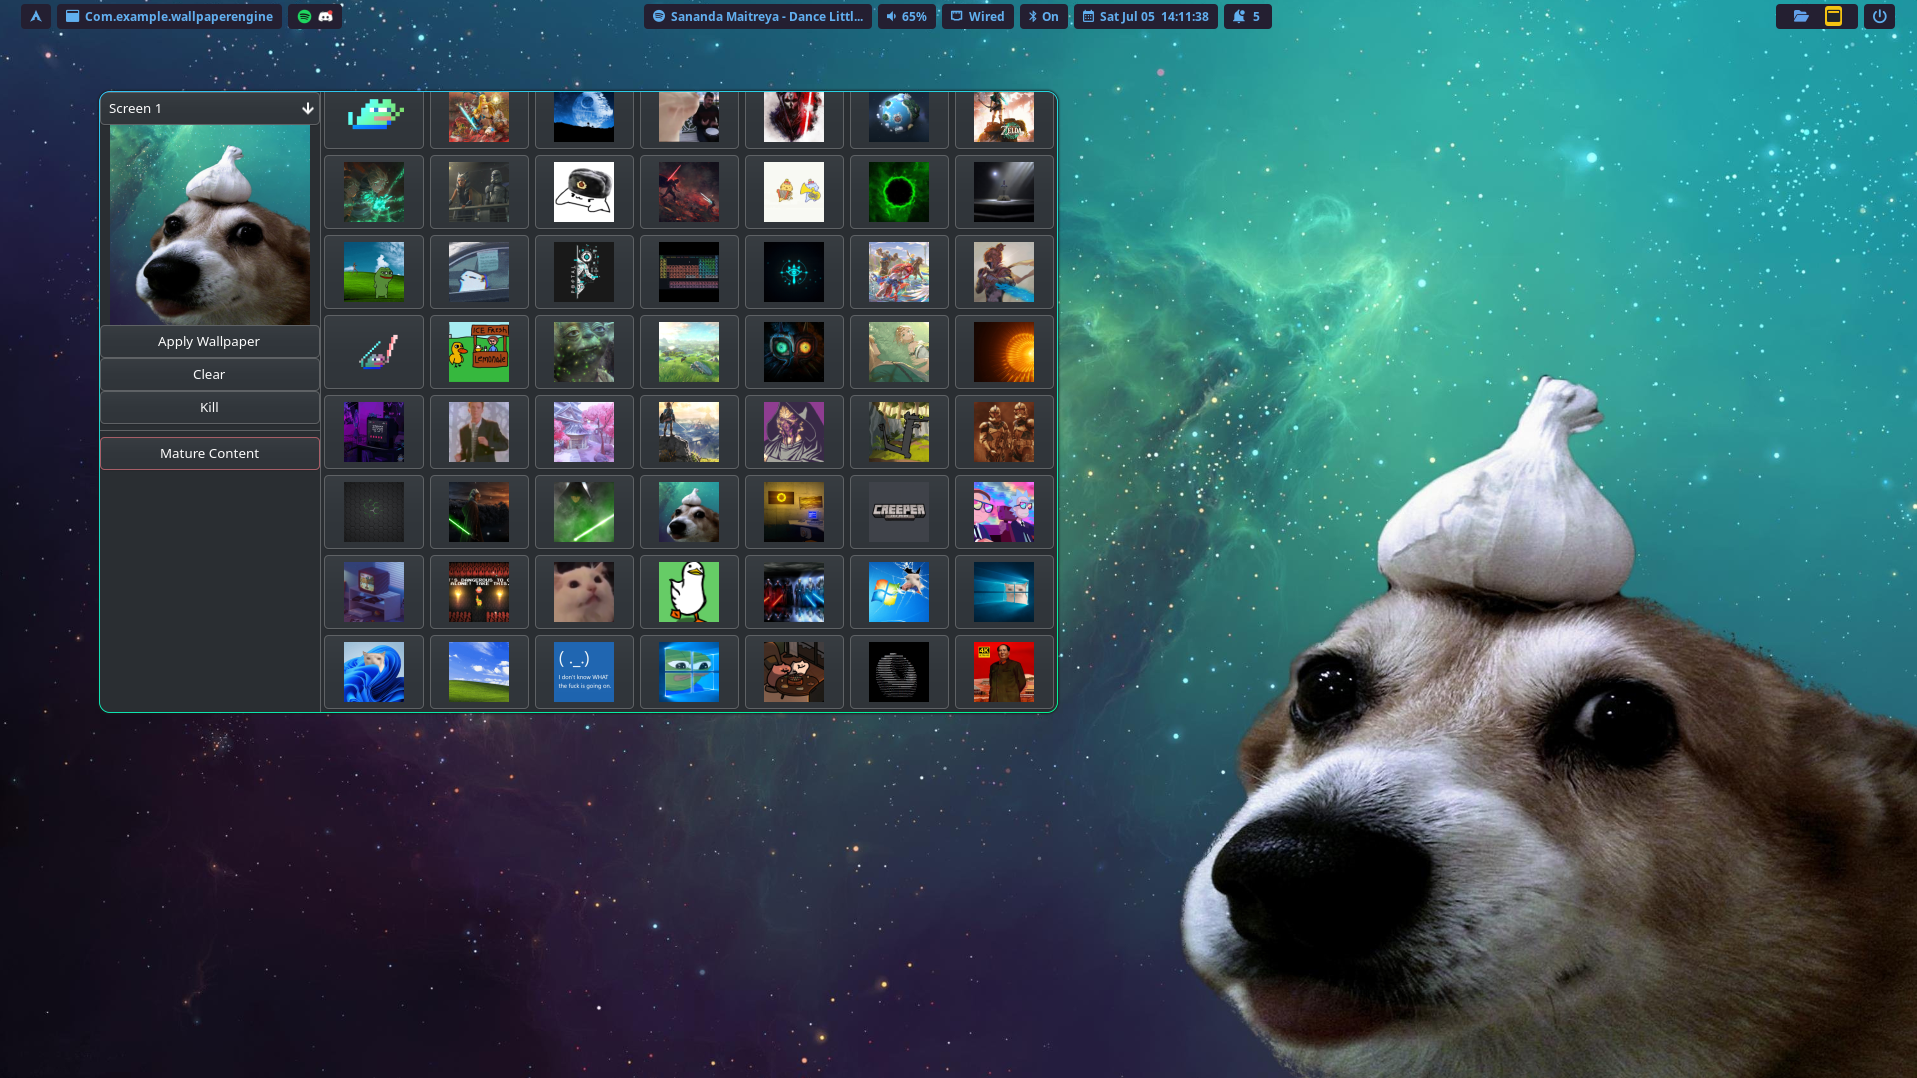 Com.example.wallpaperengine
Sananda Maitreya - Dance Littl...
65%
Wired
On
Sat Jul 05 14:11:38
5
Screen 1
Apply Wallpaper
Clear
Kill
Mature Content
ZELDA
PORTAL
ICE FRESH
Lemonade
CREEPER
'S DANGEROUS TO G
ALONE! TAKE THIS.
( ._.)
I don't know WHAT
the fuck is going on.
4K